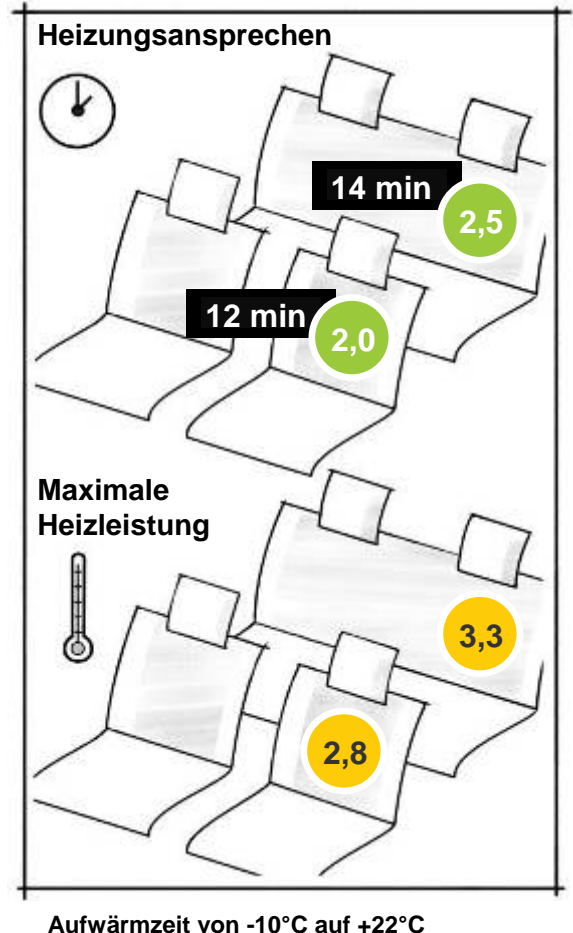 Heizungsansprechen
14 min
2,5
12 min
2,0
Maximale
Heizleistung
3,3
2,8
Aufwärmzeit von -10°C auf +22°C